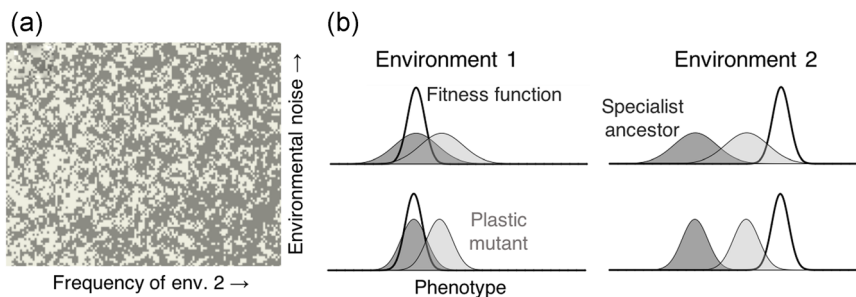 (a)
Environmental noise →
Frequency of env. 2 →
(b)
Environment 1
Environment 2
Fitness function
Specialist
ancestor
Plastic
mutant
Phenotype